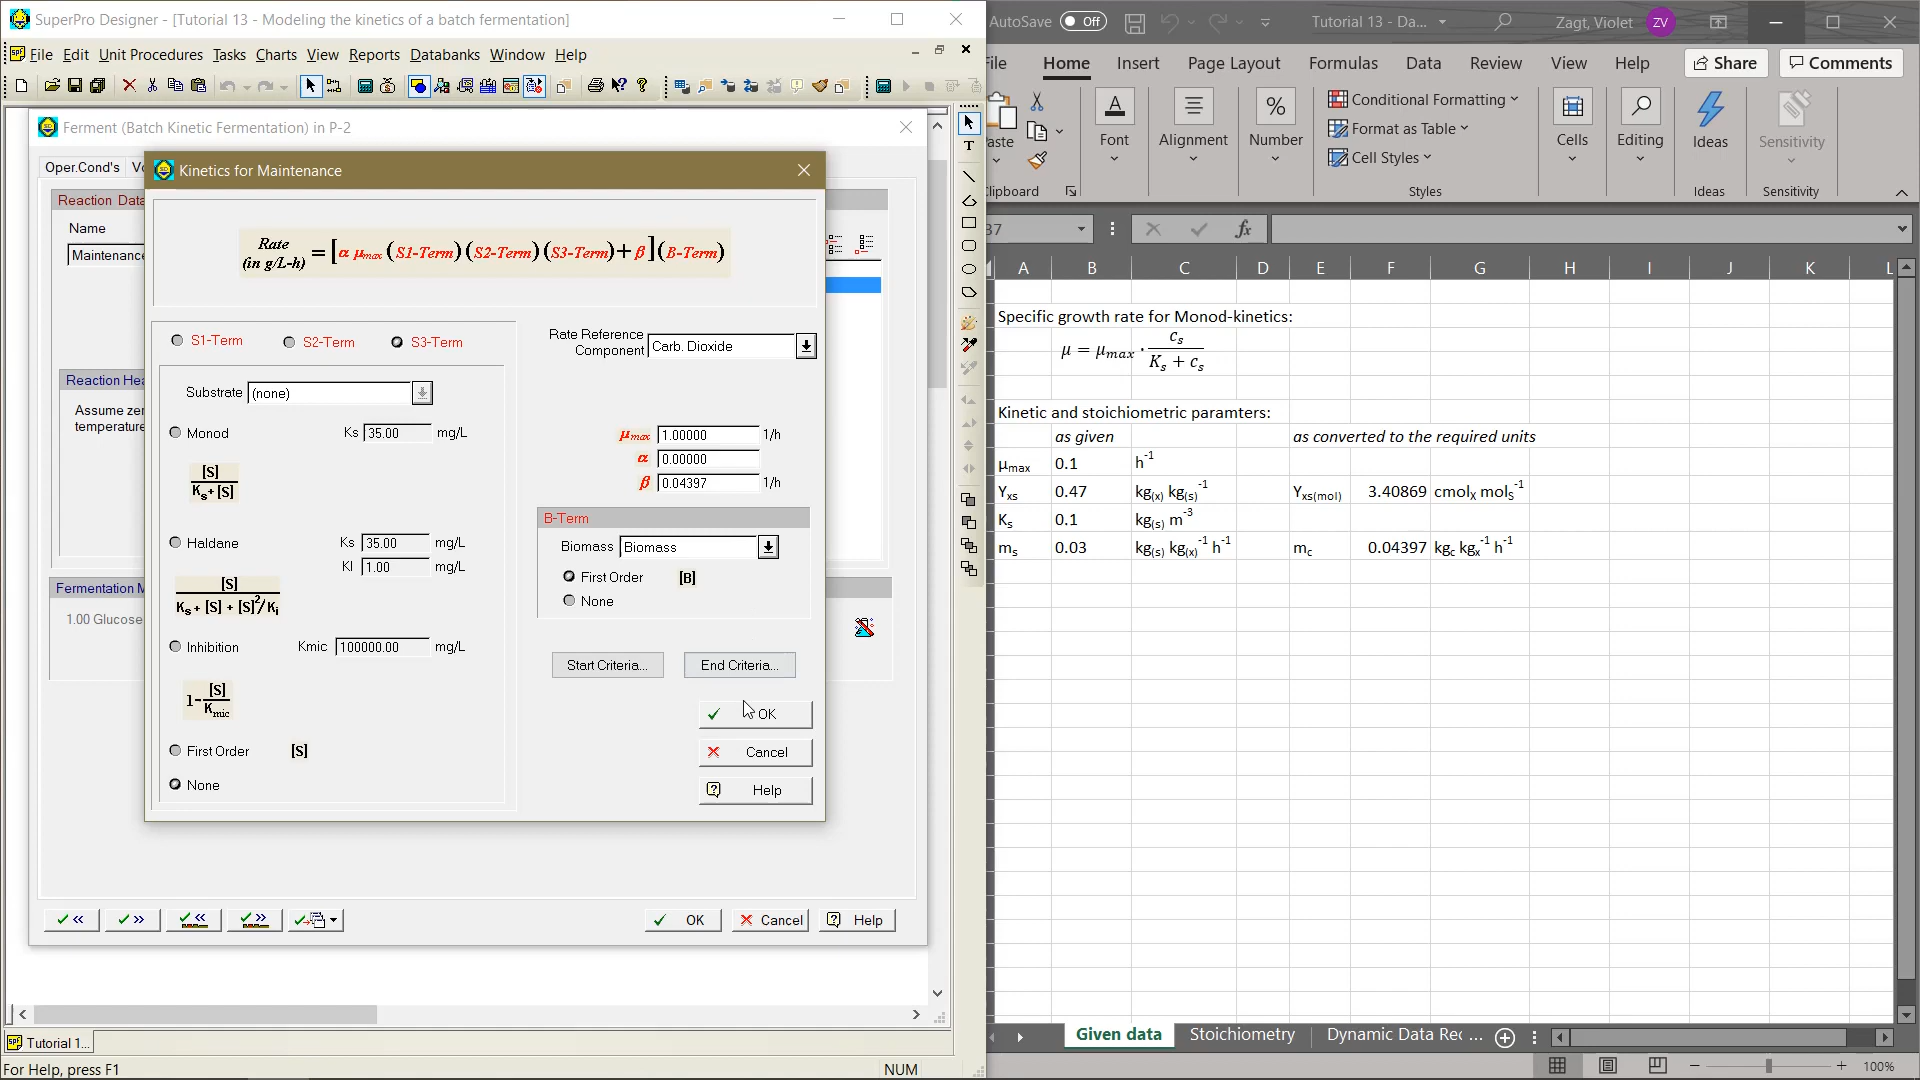 SuperPro Designer - [Tutorial 13 - Modeling the kinetics of a batch fermentation]
File Edit Unit Procedures Tasks Charts View Reports Databanks Window Help
Ferment (Batch Kinetic Fermentation) in P-2
Oper.Cond's
Reaction Data
Name
Maintenance
Reaction Hea
Assume zer
temperature
Fermentation M
1.00 Glucose
Kinetics for Maintenance
Rate (in g/L-h) = [α μmax (S1-Term) (S2-Term) (S3-Term) + β] (B-Term)
S1-Term S2-Term S3-Term
Substrate (none)
Monod Ks 35.00 mg/L
[S]
Ks + [S]
Haldane Ks 35.00 mg/L
KI 1.00 mg/L
[S]
Ks + [S] + [S]²/Ki
Inhibition Kmic 100000.00 mg/L
1- [S]
Kmic
First Order [S]
None
Rate Reference
Component Carb. Dioxide
μmax 1.00000 1/h
α 0.00000
β 0.04397 1/h
B-Term
Biomass Biomass
First Order [B]
None
Start Criteria... End Criteria...
OK
Cancel
Help
OK Cancel Help
Tutorial 1...
For Help, press F1
NUM
AutoSave Off
Tutorial 13 - Da...
Zagt, Violet ZV
File Home Insert Page Layout Formulas Data Review View Help Share Comments
Paste
Clipboard
Font
Alignment
Number
Conditional Formatting
Format as Table
Cell Styles
Styles
Cells
Editing
Ideas
Ideas
Sensitivity
Sensitivity
37
fx
A B C D E F G H I J K L
Specific growth rate for Monod-kinetics:
μ = μmax · cs
Ks + cs
Kinetic and stoichiometric paramters:
as given as converted to the required units
μmax 0.1 h⁻¹
Yxs 0.47 kg(x) kg(s)⁻¹ Yxs(mol) 3.40869 cmolX molS⁻¹
Ks 0.1 kg(s) m⁻³
ms 0.03 kg(s) kg(x)⁻¹ h⁻¹ mc 0.04397 kgc kgx⁻¹ h⁻¹
Given data Stoichiometry Dynamic Data Rec ...
100%